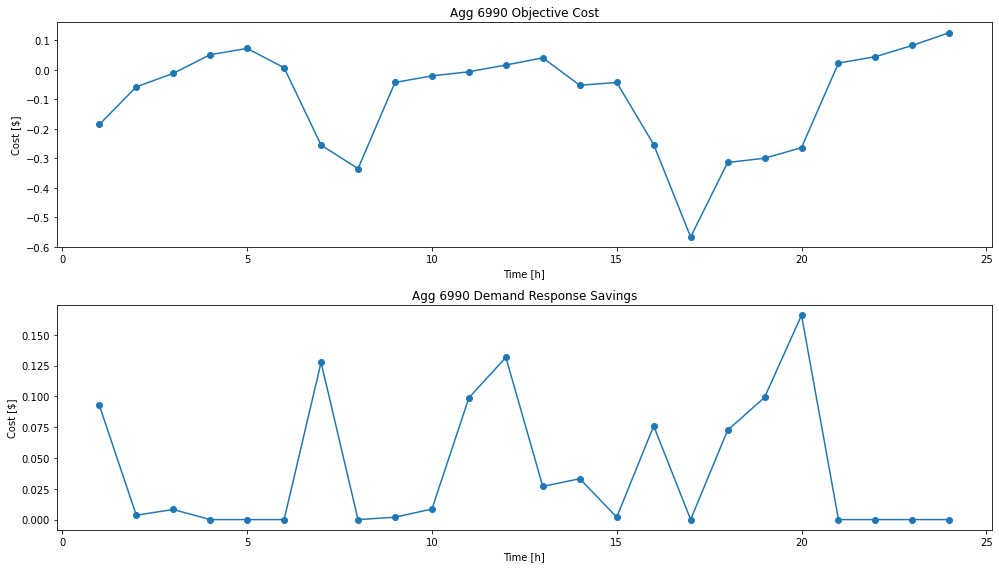 Agg 6990 Objective Cost
Cost [$]
0.1
0.0
−0.1
−0.2
−0.3
−0.4
−0.5
−0.6
0 5 10 15 20 25
Time [h]
Agg 6990 Demand Response Savings
Cost [$]
0.150
0.125
0.100
0.075
0.050
0.025
0.000
0 5 10 15 20 25
Time [h]